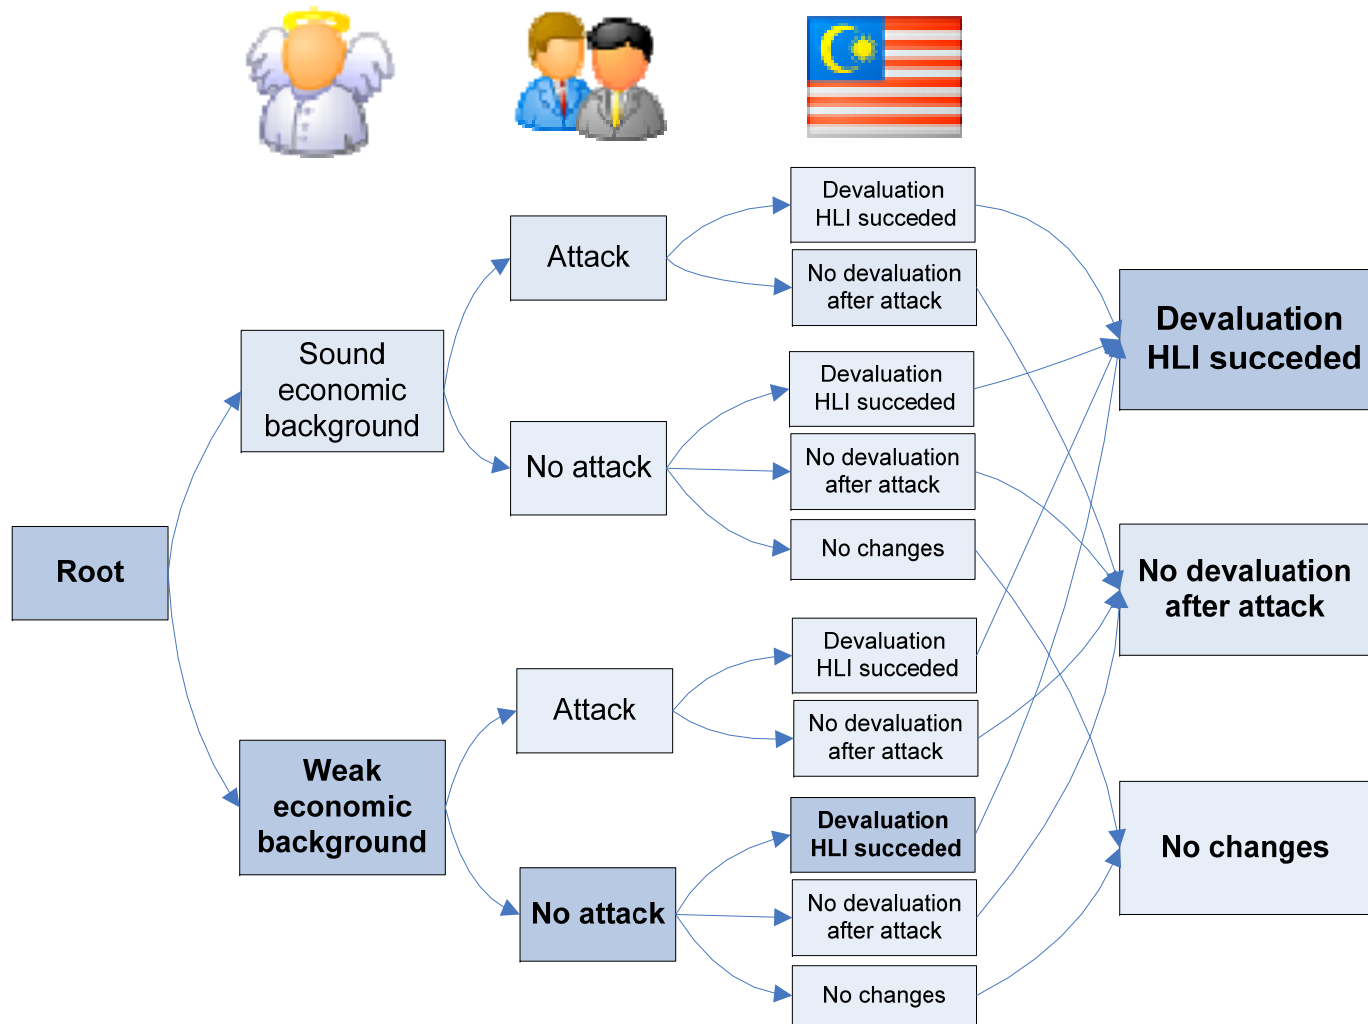 Root
Sound
economic
background
Weak
economic
background
Attack
No attack
Attack
No attack
Devaluation
HLI succeded
No devaluation
after attack
Devaluation
HLI succeded
No devaluation
after attack
No changes
Devaluation
HLI succeded
No devaluation
after attack
Devaluation
HLI succeded
No devaluation
after attack
No changes
Devaluation
HLI succeded
No devaluation
after attack
No changes